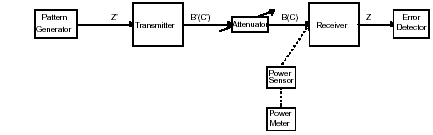 Pattern
Generator
Z'
Transmitter
B'(C)
Attenuator
B(C)
Receiver
Z
Error
Detector
Power
Sensor
Power
Meter